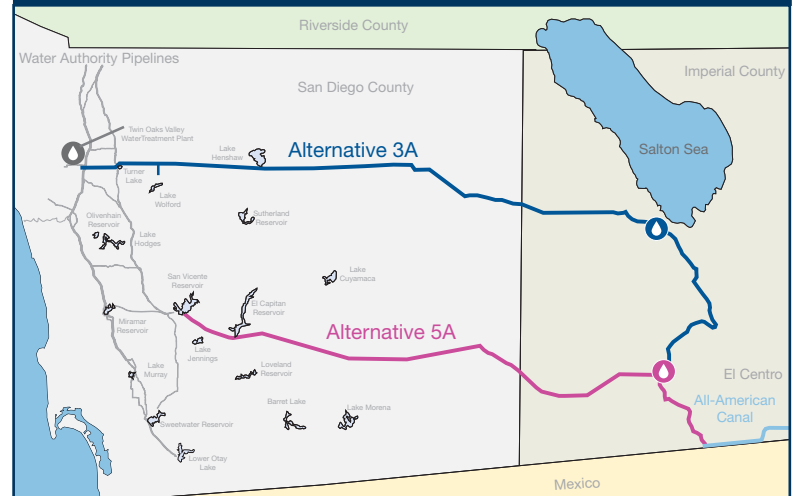 Riverside County
Water Authority Pipelines
Imperial County
San Diego County
Twin Oaks Valley
WaterTreatment Plant
Lake
Henshaw
Alternative 3A
Salton Sea
Turner
Lake
Lake
Wolford
Olivenhain
Reservoir
Sutherland
Reservoir
Lake
Hodges
San Vicente
Reservoir
Lake
Cuyamaca
El Capitan
Reservoir
Miramar
Reservoir
Alternative 5A
Lake
Jennings
Lake
Murray
Loveland
Reservoir
El Centro
All-American
Canal
Barret Lake
Lake Morena
Sweetwater Reservoir
Lower Otay
Lake
Mexico